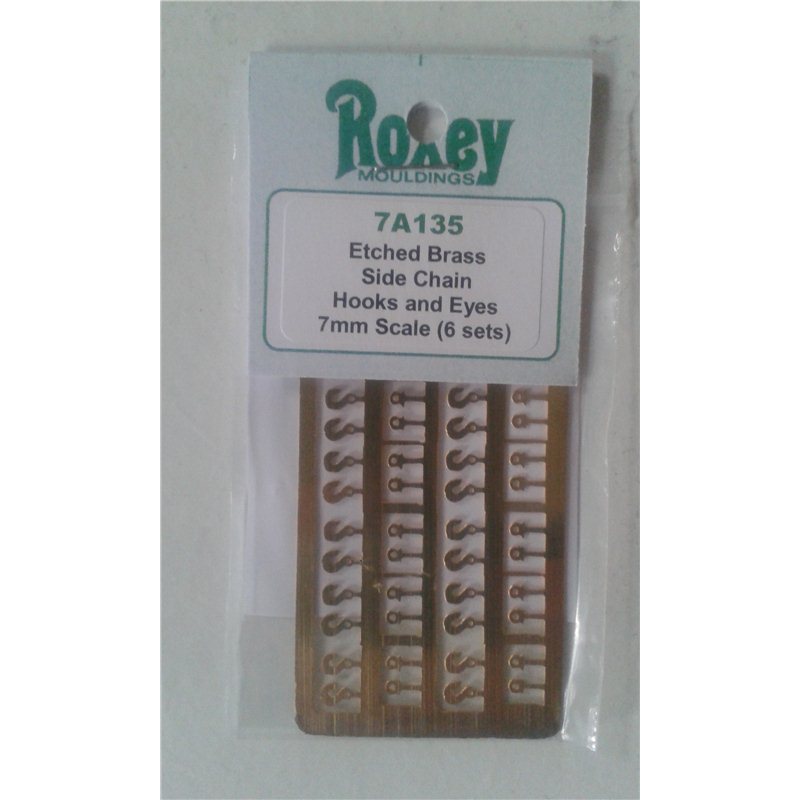 Roxey
MOULDINGS
7A135
Etched Brass
Side Chain
Hooks and Eyes
7mm Scale (6 sets)